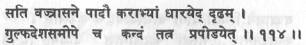 सति वज्रासने पादौ कराभ्यां धारयेद् दृढम् ।
गुल्फदेशसमीपे च कन्दं तत्र प्रपीडयेत् ।। ११४ ।।